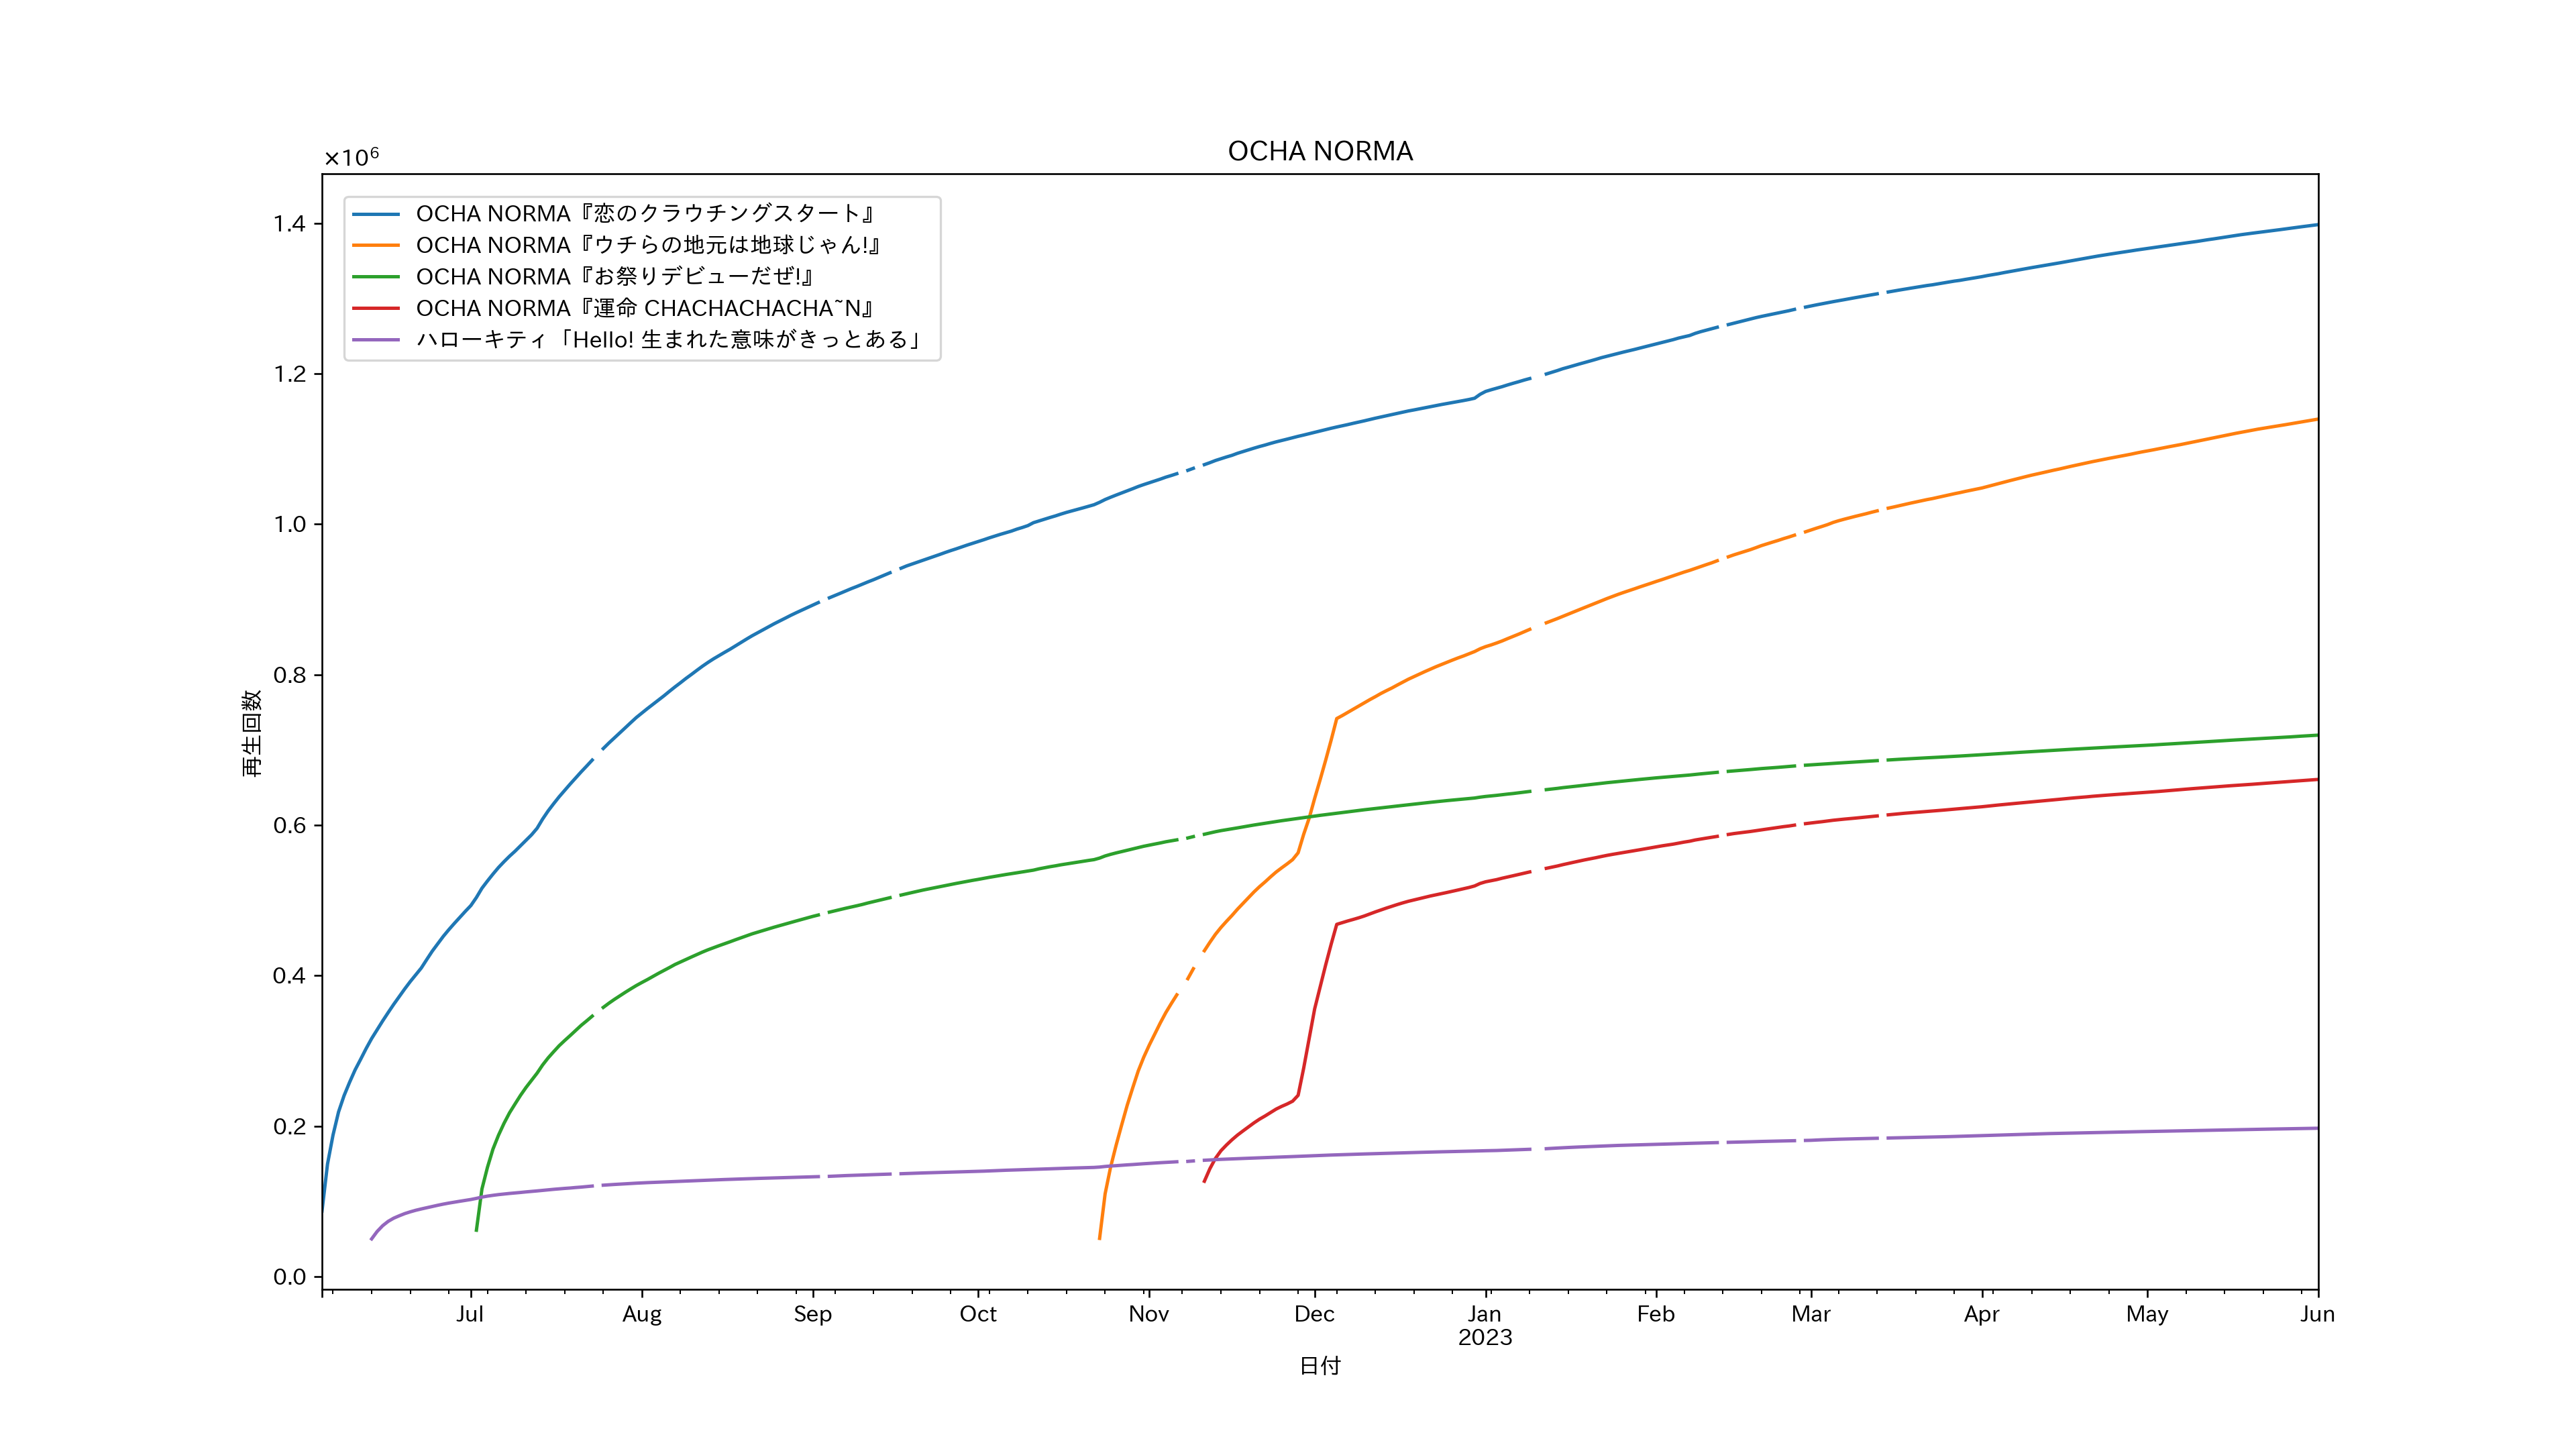 OCHA NORMA
×10⁶
OCHA NORMA『恋のクラウチングスタート』
OCHA NORMA『ウチらの地元は地球じゃん!』
OCHA NORMA『お祭りデビューだぜ!』
OCHA NORMA『運命 CHACHACHACHA~N』
ハローキティ「Hello! 生まれた意味がきっとある」
1.4
1.2
1.0
0.8
0.6
0.4
0.2
0.0
再生回数
Jul Aug Sep Oct Nov Dec Jan Feb Mar Apr May Jun
2023
日付